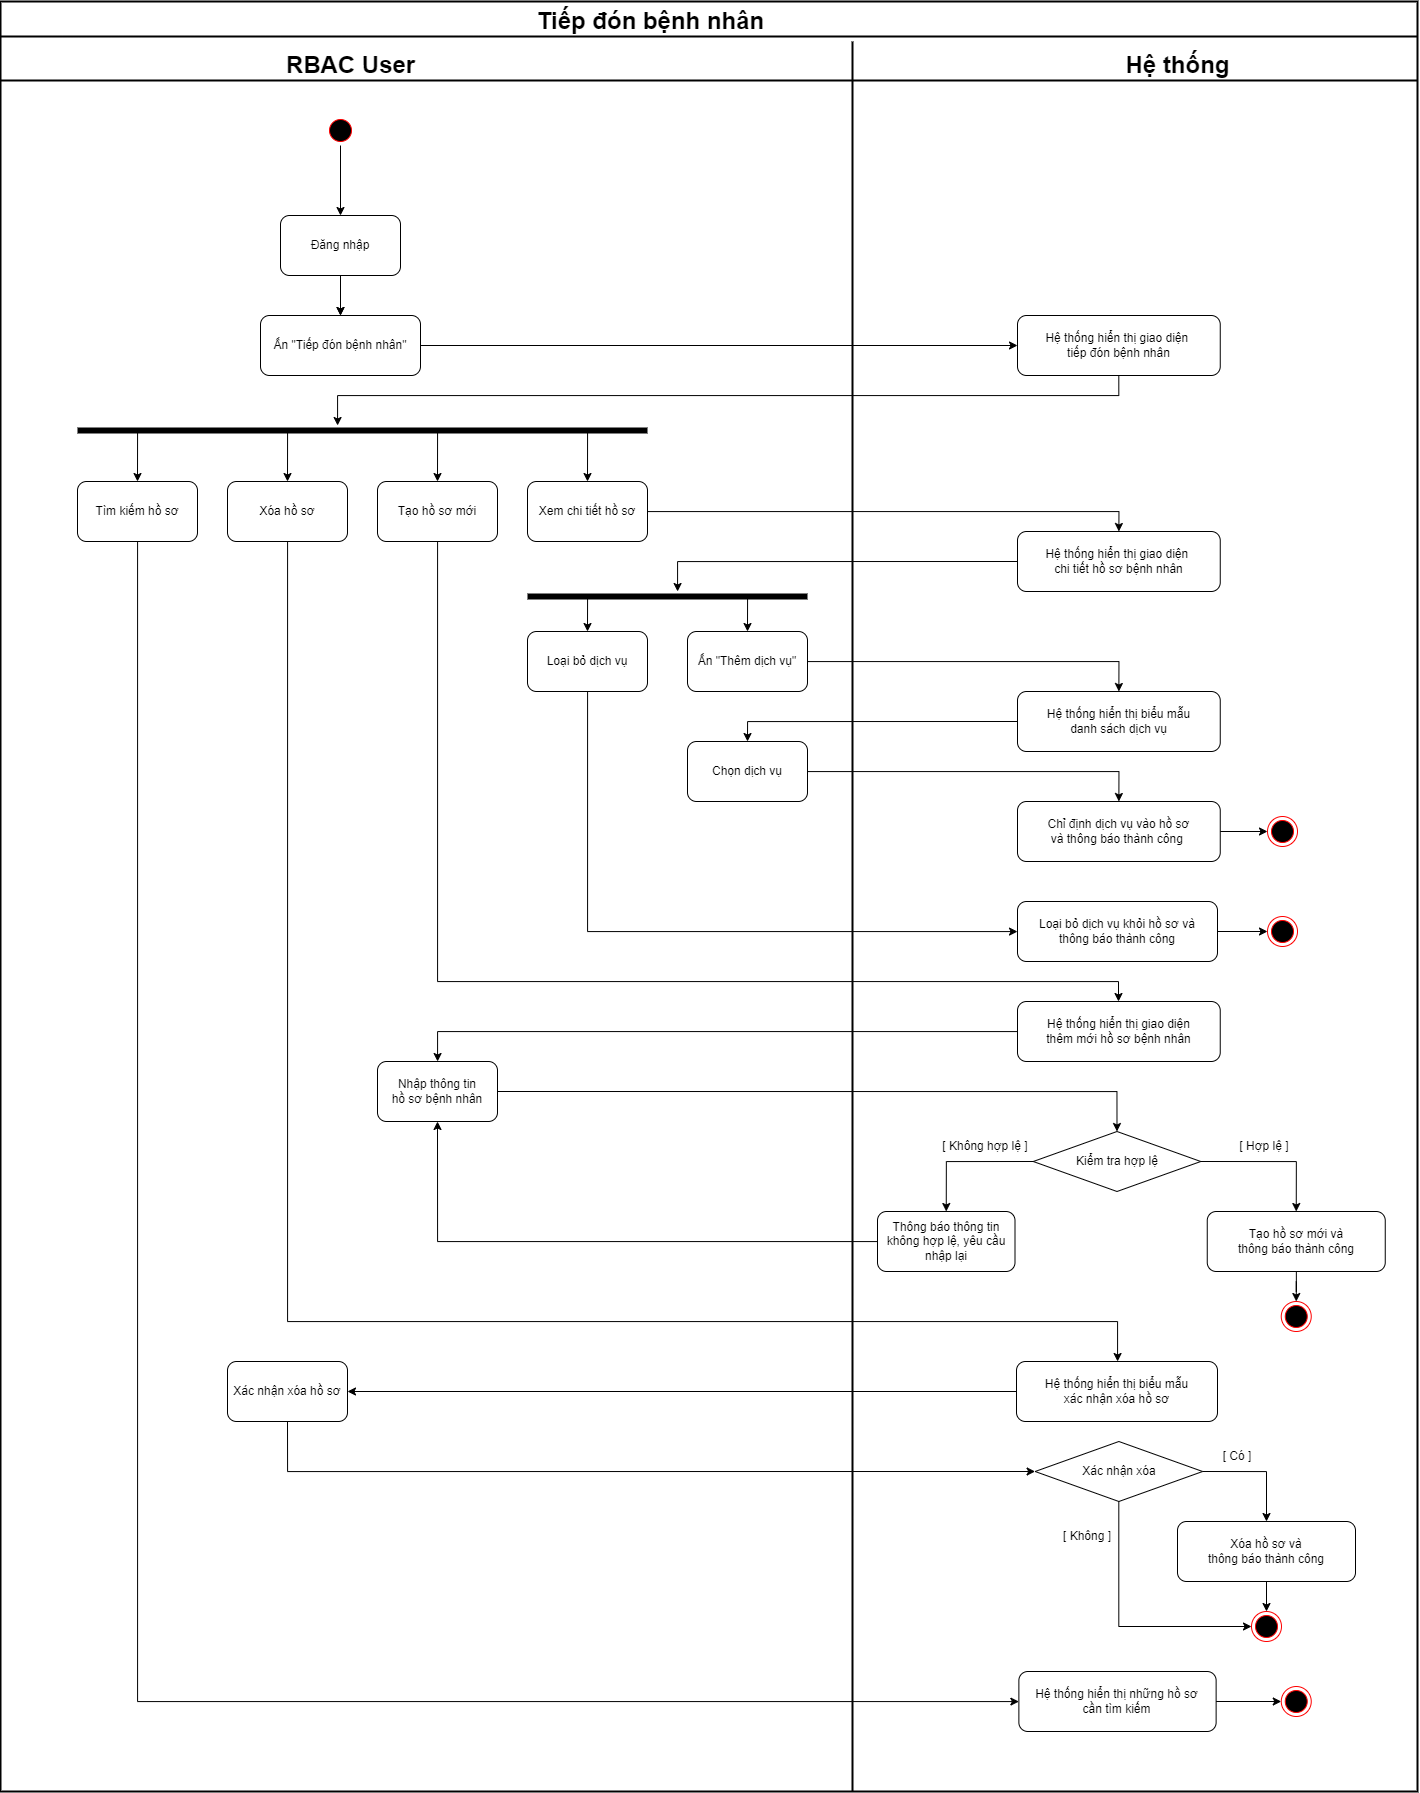 Tiếp đón bệnh nhân
RBAC User
Hệ thống
Đăng nhập
Ấn "Tiếp đón bệnh nhân"
Hệ thống hiển thị giao diện
tiếp đón bệnh nhân
Tìm kiếm hồ sơ
Xóa hồ sơ
Tạo hồ sơ mới
Xem chi tiết hồ sơ
Hệ thống hiển thị giao diện
chi tiết hồ sơ bệnh nhân
Loại bỏ dịch vụ
Ấn "Thêm dịch vụ"
Hệ thống hiển thị biểu mẫu
danh sách dịch vụ
Chọn dịch vụ
Chỉ định dịch vụ vào hồ sơ
và thông báo thành công
Loại bỏ dịch vụ khỏi hồ sơ và
thông báo thành công
Hệ thống hiển thị giao diện
thêm mới hồ sơ bệnh nhân
Nhập thông tin
hồ sơ bệnh nhân
[ Không hợp lệ ]
Kiểm tra hợp lệ
[ Hợp lệ ]
Thông báo thông tin
không hợp lệ, yêu cầu
nhập lại
Tạo hồ sơ mới và
thông báo thành công
Xác nhận xóa hồ sơ
Hệ thống hiển thị biểu mẫu
xác nhận xóa hồ sơ
Xác nhận xóa
[ Có ]
[ Không ]
Xóa hồ sơ và
thông báo thành công
Hệ thống hiển thị những hồ sơ
cần tìm kiếm